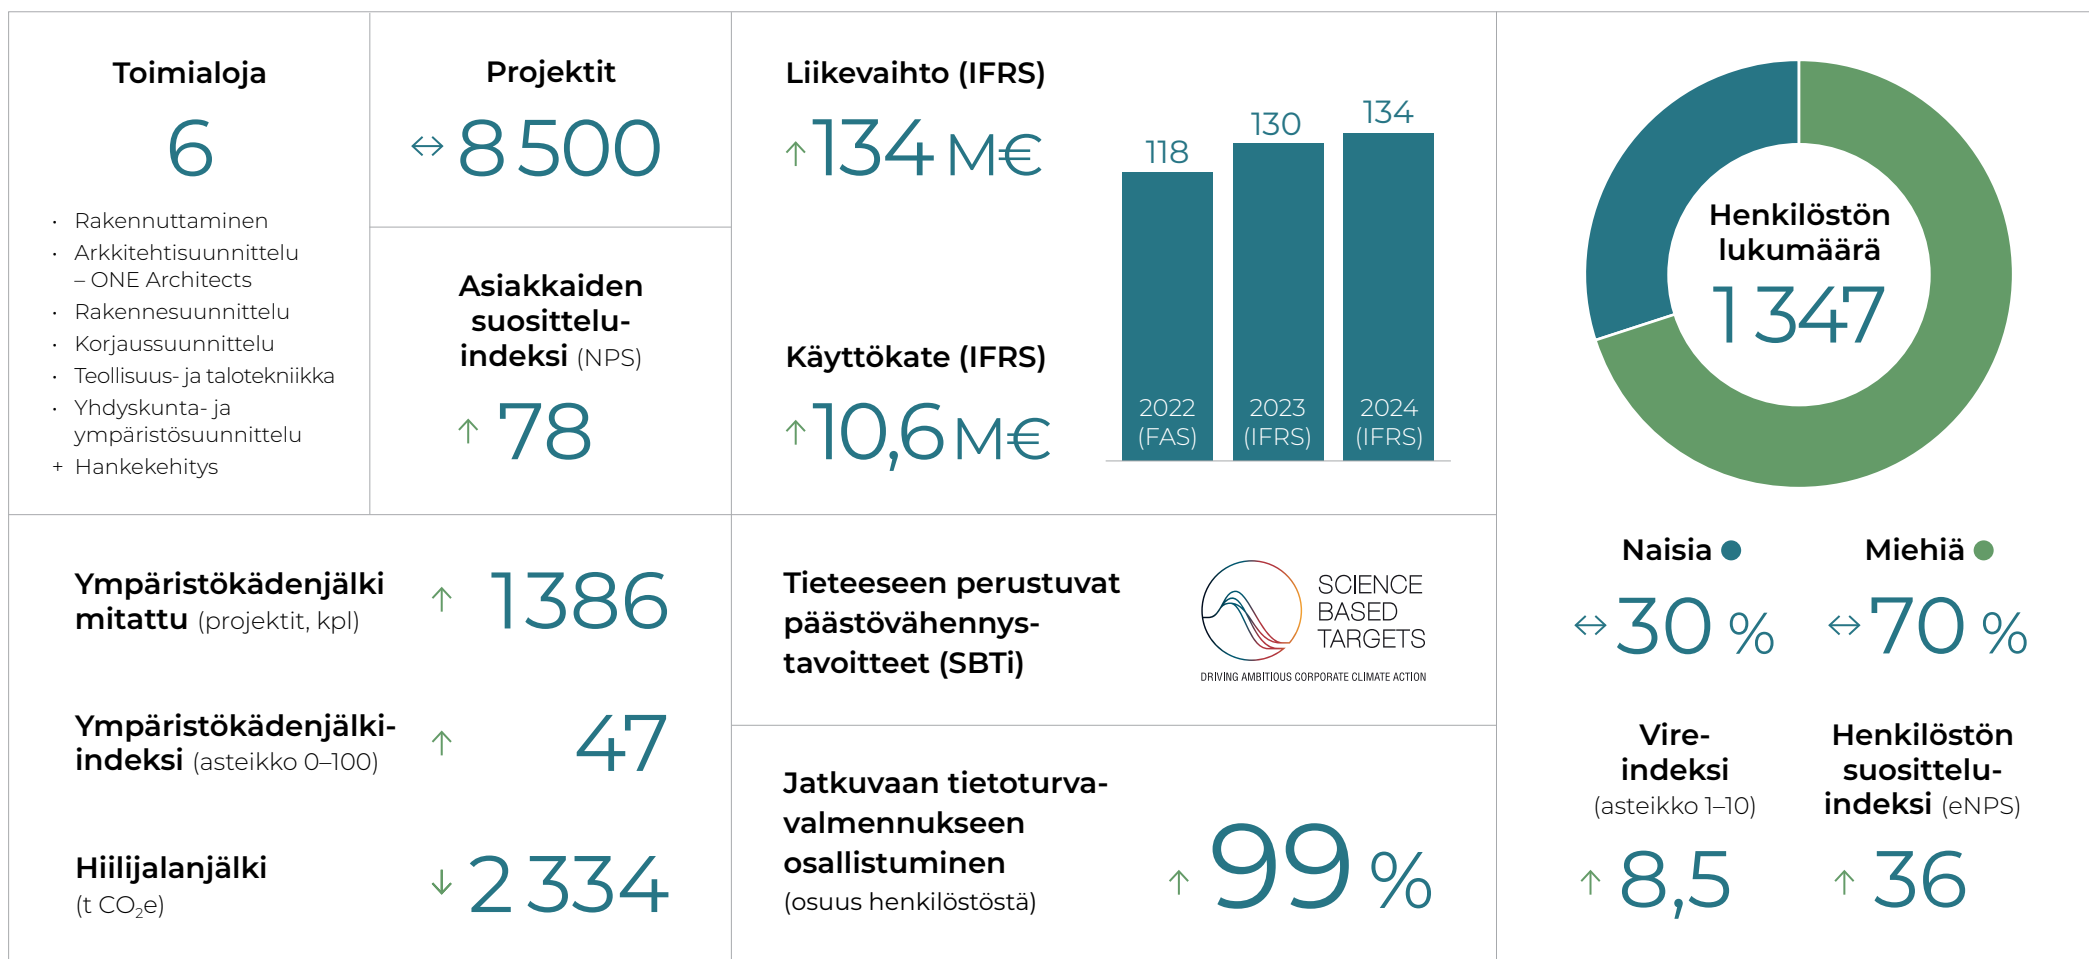 Toimialoja
6
· Rakennuttaminen
· Arkkitehtisuunnittelu
– ONE Architects
· Rakennesuunnittelu
· Korjaussuunnittelu
· Teollisuus- ja talotekniikka
· Yhdyskunta- ja
ympäristösuunnittelu
+ Hankekehitys
Projektit
↔ 8 500
Asiakkaiden
suosittelu-
indeksi (NPS)
↑ 78
Liikevaihto (IFRS)
↑ 134 M€
Käyttökate (IFRS)
↑ 10,6 M€
118
130
134
2022
(FAS)
2023
(IFRS)
2024
(IFRS)
Henkilöstön
lukumäärä
1 347
Naisia
↔ 30 %
Miehiä
↔ 70 %
Vire-
indeksi
(asteikko 1–10)
↑ 8,5
Henkilöstön
suosittelu-
indeksi (eNPS)
↑ 36
Ympäristökädenjälki
mitattu (projektit, kpl)
↑ 1386
Ympäristökädenjälki-
indeksi (asteikko 0–100)
↑ 47
Hiilijalanjälki
(t CO₂e)
↓ 2 334
Tieteeseen perustuvat
päästövähennys-
tavoitteet (SBTi)
SCIENCE
BASED
TARGETS
DRIVING AMBITIOUS CORPORATE CLIMATE ACTION
Jatkuvaan tietoturva-
valmennukseen
osallistuminen
(osuus henkilöstöstä)
↑ 99 %